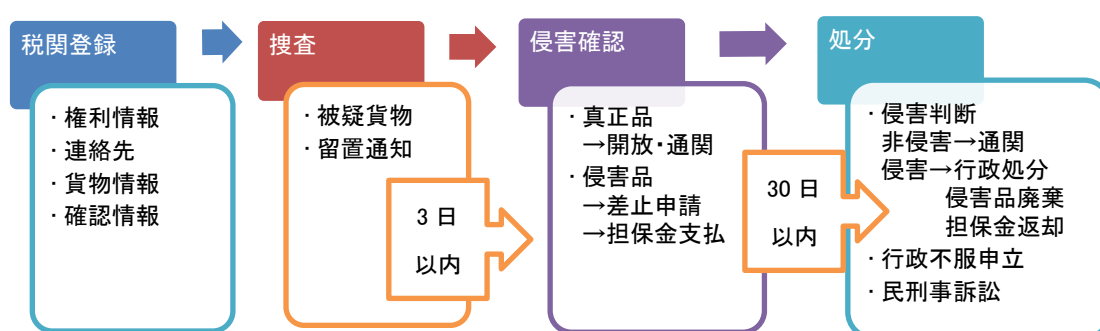 税関登録
・権利情報
・連絡先
・貨物情報
・確認情報
捜査
・被疑貨物
・留置通知
3 日
以内
侵害確認
・真正品
→開放・通関
・侵害品
→差止申請
→担保金支払
30 日
以内
処分
・侵害判断
非侵害→通関
侵害→行政処分
侵害品廃棄
担保金返却
・行政不服申立
・民刑事訴訟